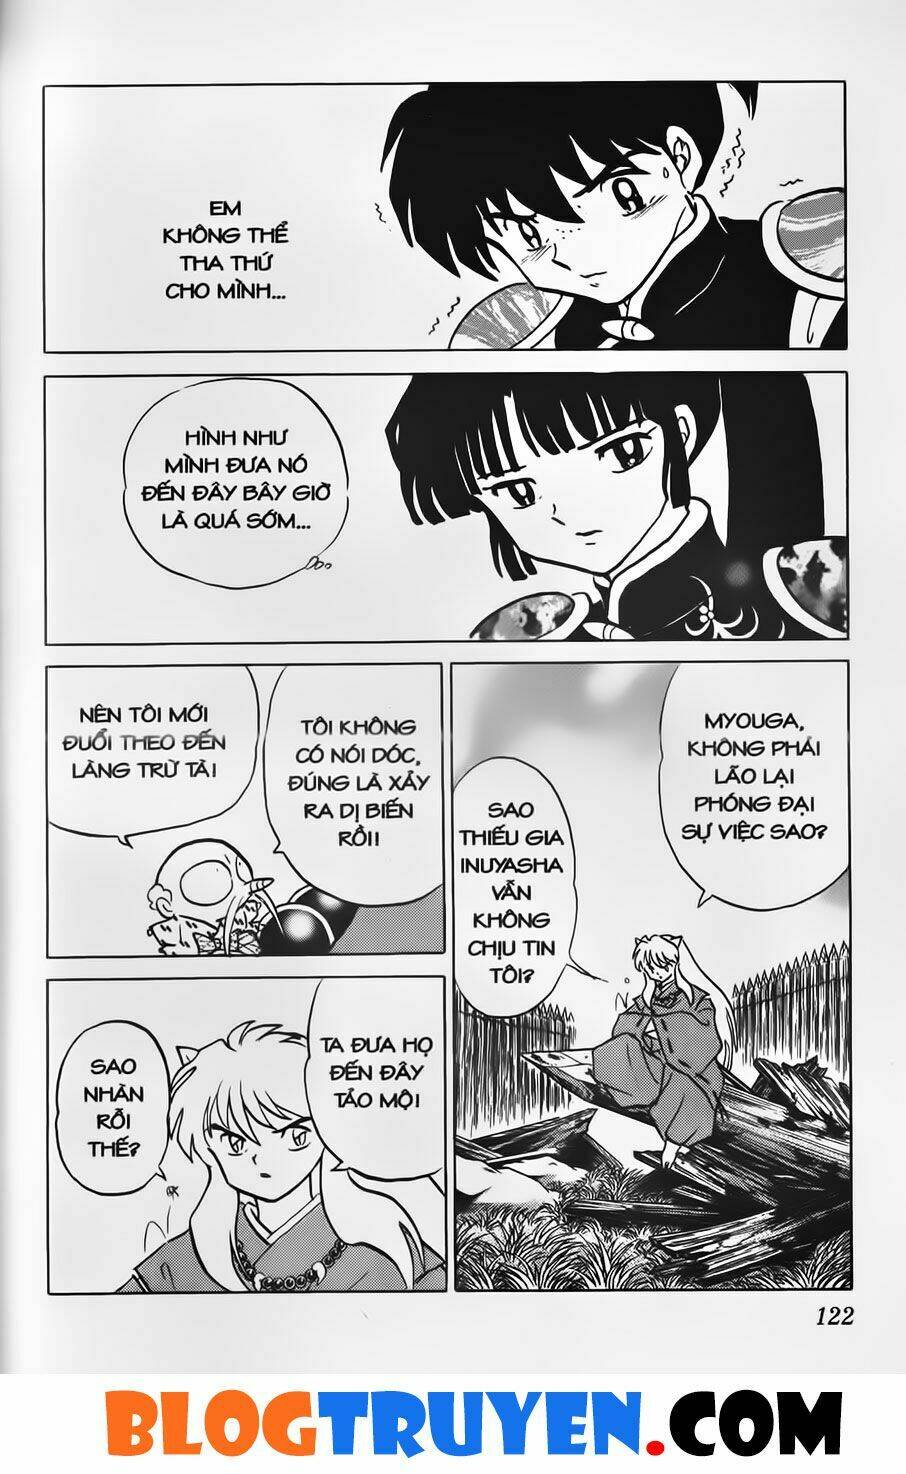 EM
KHÔNG THỂ
THA THỨ
CHO MÌNH...
HÌNH NHƯ
MÌNH ĐƯA NÓ
ĐẾN ĐÂY BÂY GIỜ
LÀ QUÁ SỚM...
MYOUGA,
KHÔNG PHẢI
LÃO LẠI
PHÓNG ĐẠI
SỰ VIỆC SAO?
SAO
THIẾU GIA
INUYASHA
VẪN
KHÔNG
CHỊU TIN
TÔI?
TÔI KHÔNG
CÓ NÓI DÓC,
ĐÚNG LÀ XẢY
RA DỊ BIẾN
RỒI!
NÊN TÔI MỚI
ĐUỔI THEO ĐẾN
LÀNG TRỪ TÀ!
TA ĐƯA HỌ
ĐẾN ĐÂY
TẢO MỘ!
SAO
NHÀN
RỖI
THẾ?
122
BLOGTRUYEN.COM